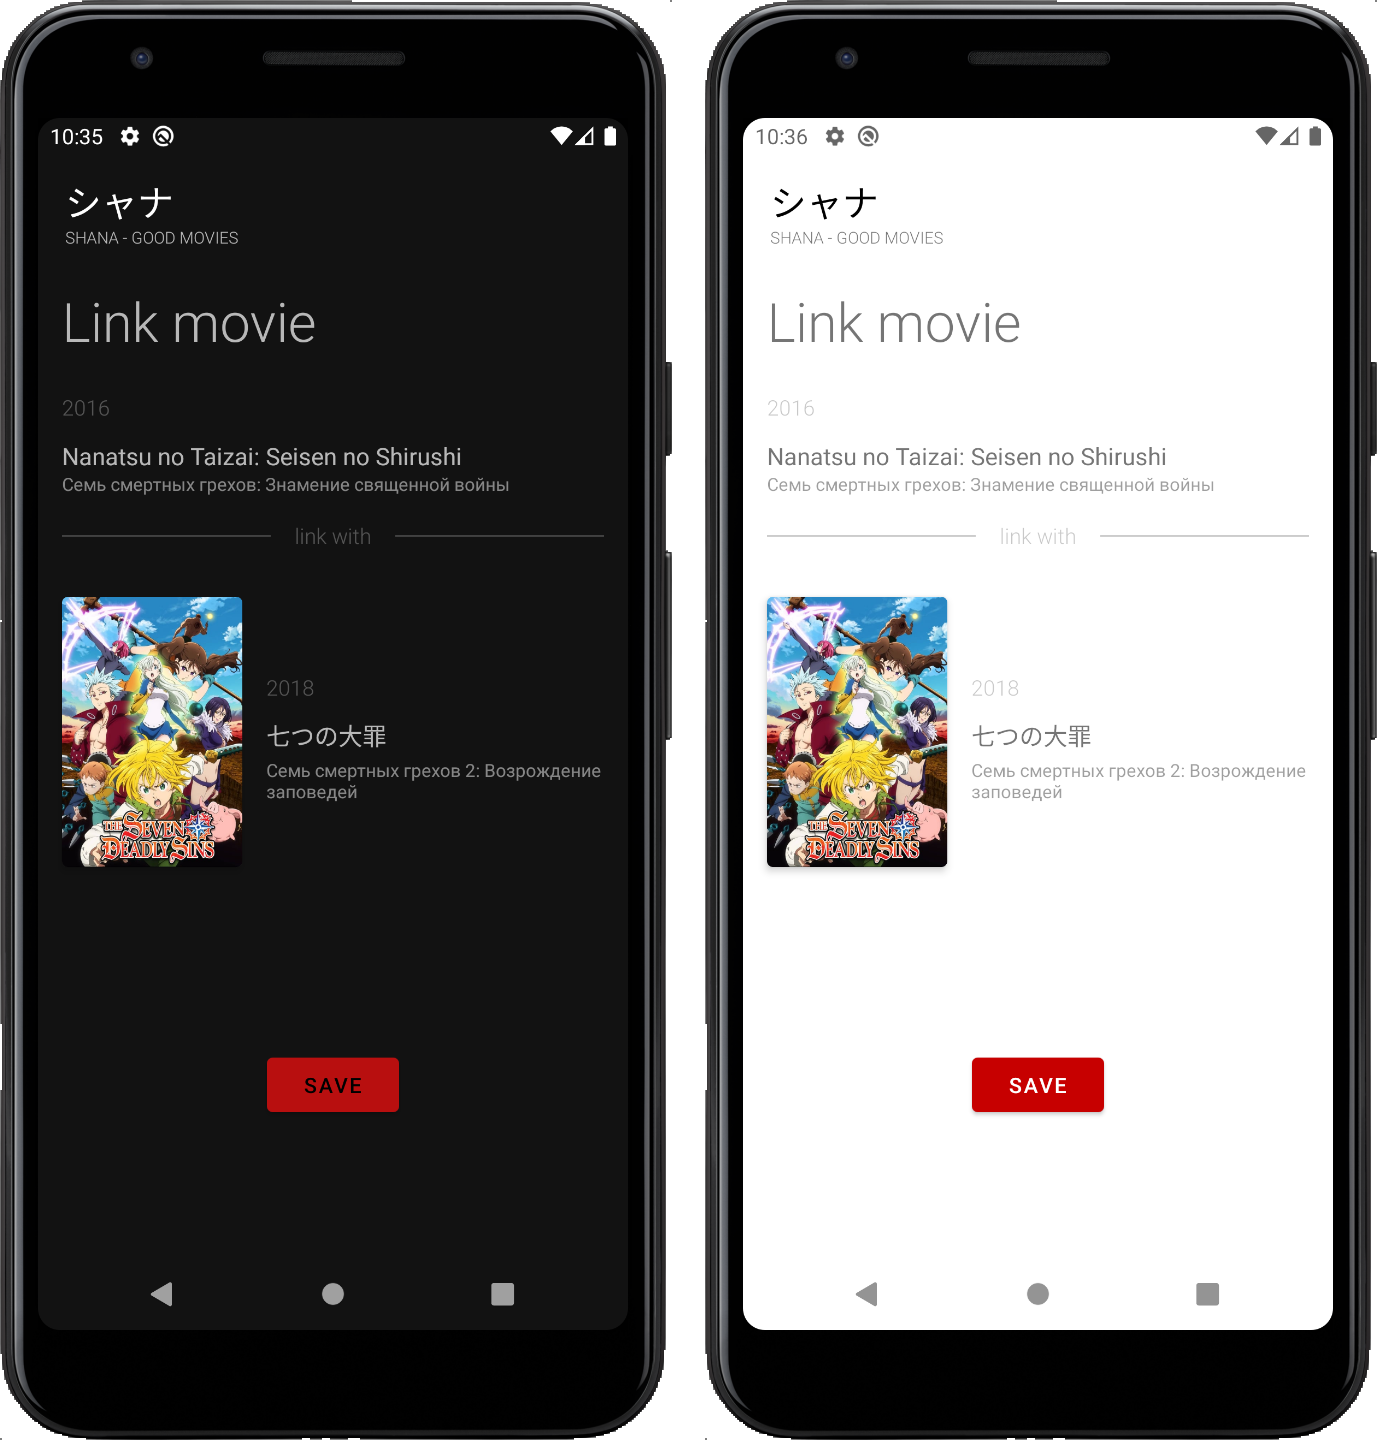 10:35
シャナ
SHANA - GOOD MOVIES
Link movie
2016
Nanatsu no Taizai: Seisen no Shirushi
Семь смертных грехов: Знамение священной войны
link with
THE SEVEN
DEADLY SINS
2018
七つの大罪
Семь смертных грехов 2: Возрождение
заповедей
SAVE
10:36
シャナ
SHANA - GOOD MOVIES
Link movie
2016
Nanatsu no Taizai: Seisen no Shirushi
Семь смертных грехов: Знамение священной войны
link with
THE SEVEN
DEADLY SINS
2018
七つの大罪
Семь смертных грехов 2: Возрождение
заповедей
SAVE